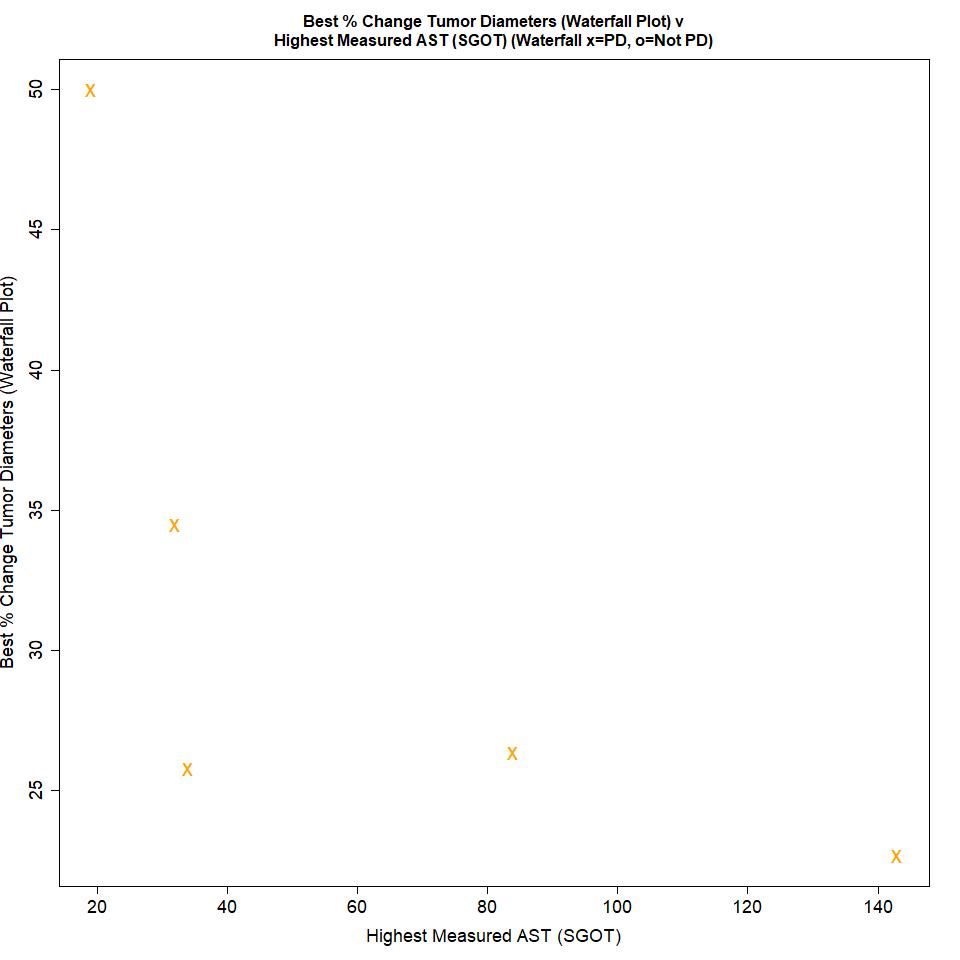 Best % Change Tumor Diameters (Waterfall Plot) v
Highest Measured AST (SGOT) (Waterfall x=PD, o=Not PD)
Best % Change Tumor Diameters (Waterfall Plot)
50
45
40
35
30
25
X
X
X
X
X
20
40
60
80
100
120
140
Highest Measured AST (SGOT)